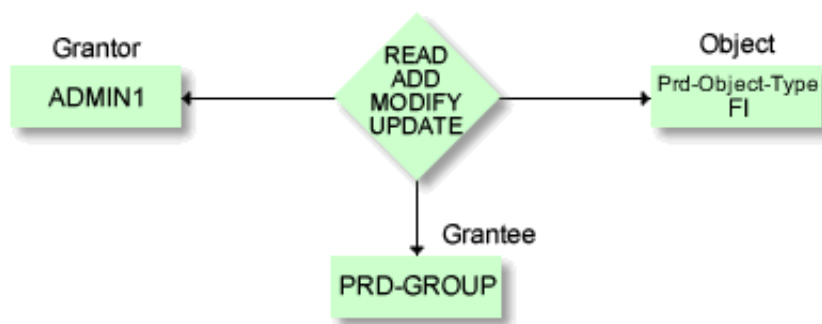 Grantor
ADMIN1
READ
ADD
MODIFY
UPDATE
Object
Prd-Object-Type
FI
Grantee
PRD-GROUP